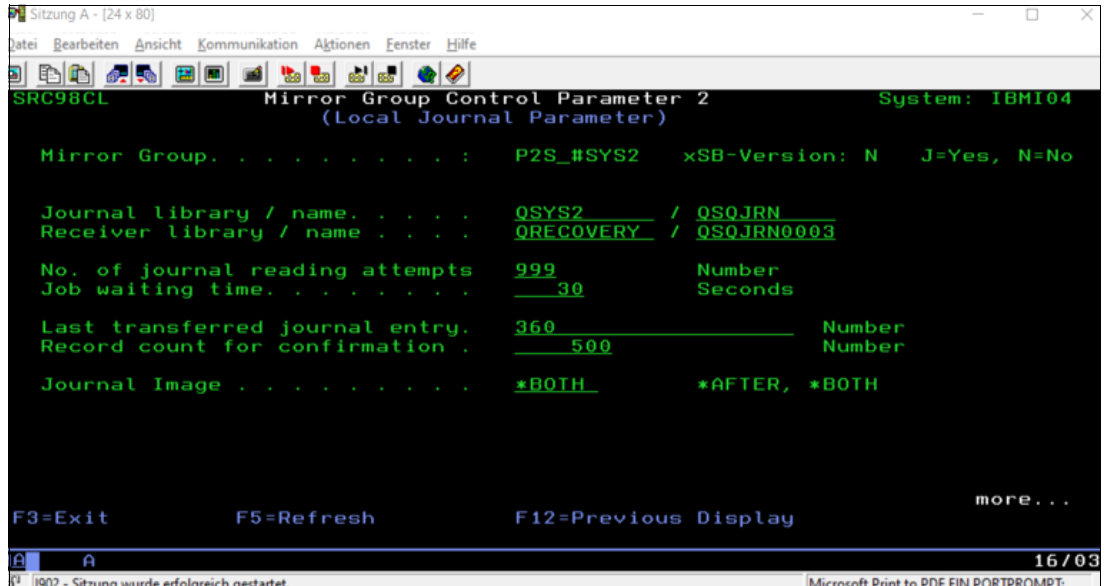 Sitzung A - [24 x 80]
Datei Bearbeiten Ansicht Kommunikation Aktionen Fenster Hilfe
SRC98CL Mirror Group Control Parameter 2 System: IBMI04
(Local Journal Parameter)
Mirror Group. . . . . . . . . . : P2S_#SYS2 xSB-Version: N J=Yes, N=No
Journal library / name. . . . . QSYS2 / QSQJRN
Receiver library / name . . . . QRECOVERY / QSQJRN0003
No. of journal reading attempts 999 Number
Job waiting time. . . . . . . . 30 Seconds
Last transferred journal entry. 360 Number
Record count for confirmation . 500 Number
Journal Image . . . . . . . . . *BOTH *AFTER, *BOTH
more...
F3=Exit F5=Refresh F12=Previous Display
A A 16/03
I902 - Sitzung wurde erfolgreich gestartet Microsoft Print to PDF EIN PORTPROMPT: